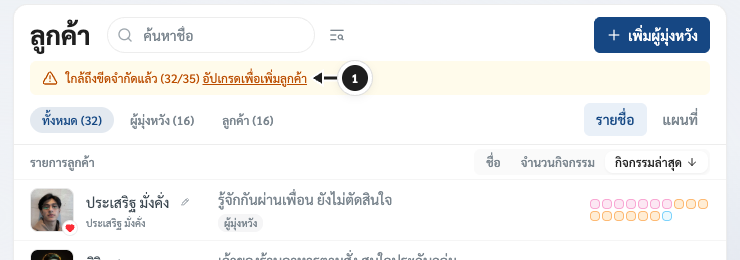 ลูกค้า
ค้นหาชื่อ
+ เพิ่มผู้มุ่งหวัง
ใกล้ถึงขีดจำกัดแล้ว (32/35) อัปเกรดเพื่อเพิ่มลูกค้า
1
ทั้งหมด (32) ผู้มุ่งหวัง (16) ลูกค้า (16)
รายชื่อ แผนที่
รายการลูกค้า
ชื่อ จำนวนกิจกรรม กิจกรรมล่าสุด ↓
ประเสริฐ มั่งคั่ง
ประเสริฐ มั่งคั่ง
รู้จักกันผ่านเพื่อน ยังไม่ตัดสินใจ
ผู้มุ่งหวัง